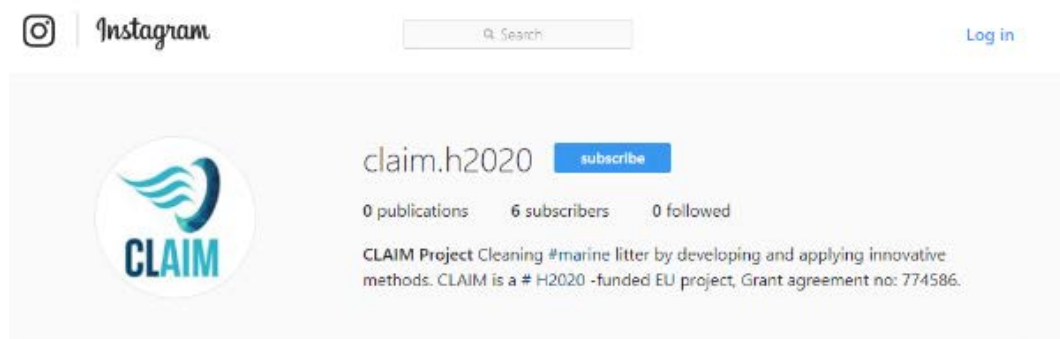 Instagram
Search
Log in
CLAIM
claim.h2020 subscribe
0 publications 6 subscribers 0 followed
CLAIM Project Cleaning #marine litter by developing and applying innovative
methods. CLAIM is a # H2020 -funded EU project, Grant agreement no: 774586.